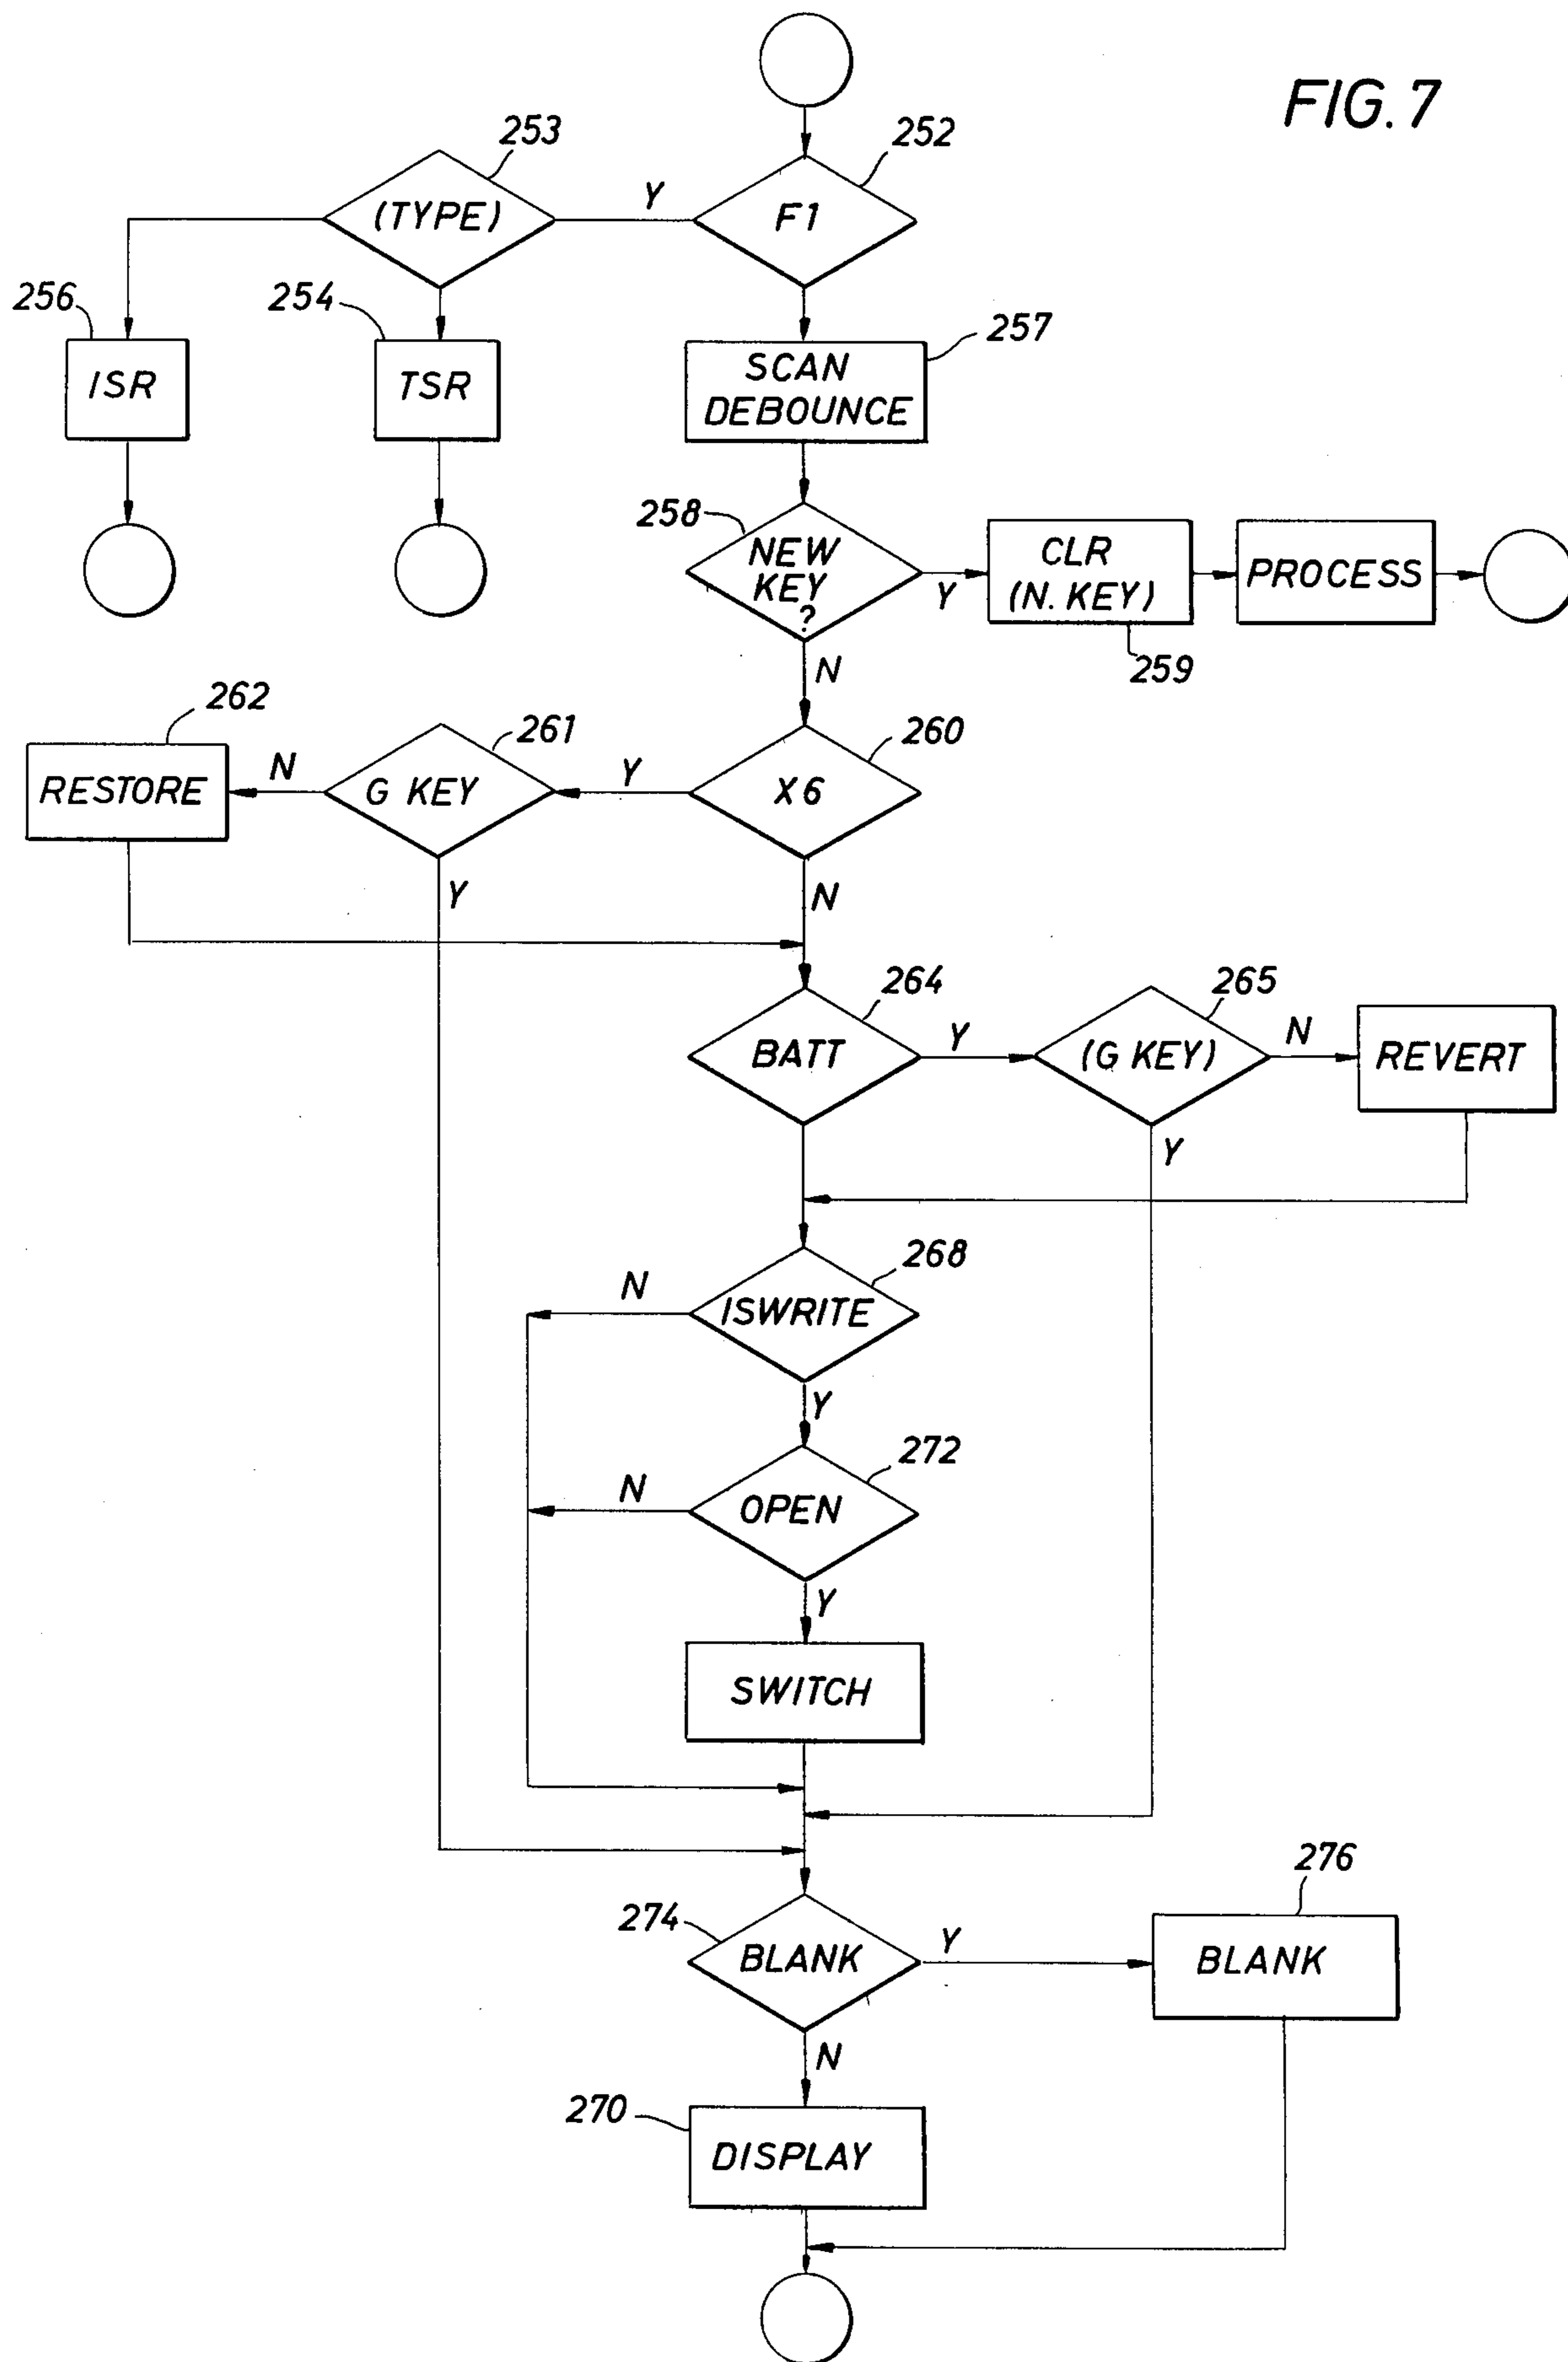 FIG. 7
253
252
(TYPE)
Y
F1
256
254
257
ISR
TSR
SCAN
DEBOUNCE
258
NEW
KEY
?
Y
CLR
(N. KEY)
PROCESS
259
N
262
261
260
RESTORE
N
G KEY
Y
X6
Y
N
264
265
BATT
Y
(G KEY)
N
REVERT
Y
268
N
ISWRITE
Y
272
N
OPEN
Y
SWITCH
276
274
BLANK
Y
BLANK
N
270
DISPLAY